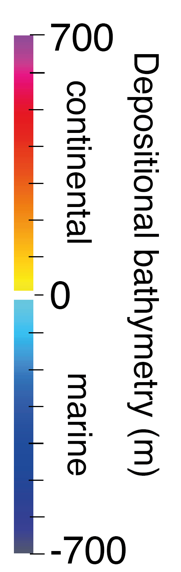 Depositional bathymetry (m)
700
continental
0
marine
-700